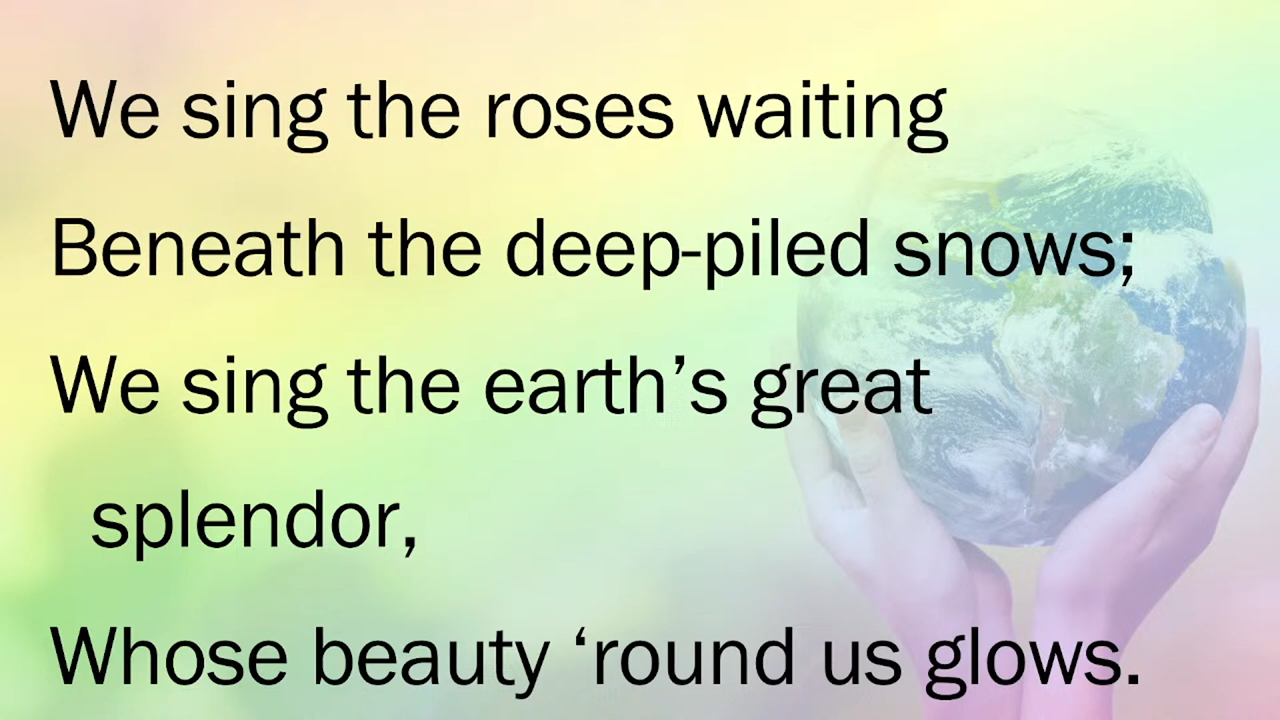 We sing the roses waiting
Beneath the deep-piled snows;
We sing the earth’s great
splendor,
Whose beauty ‘round us glows.